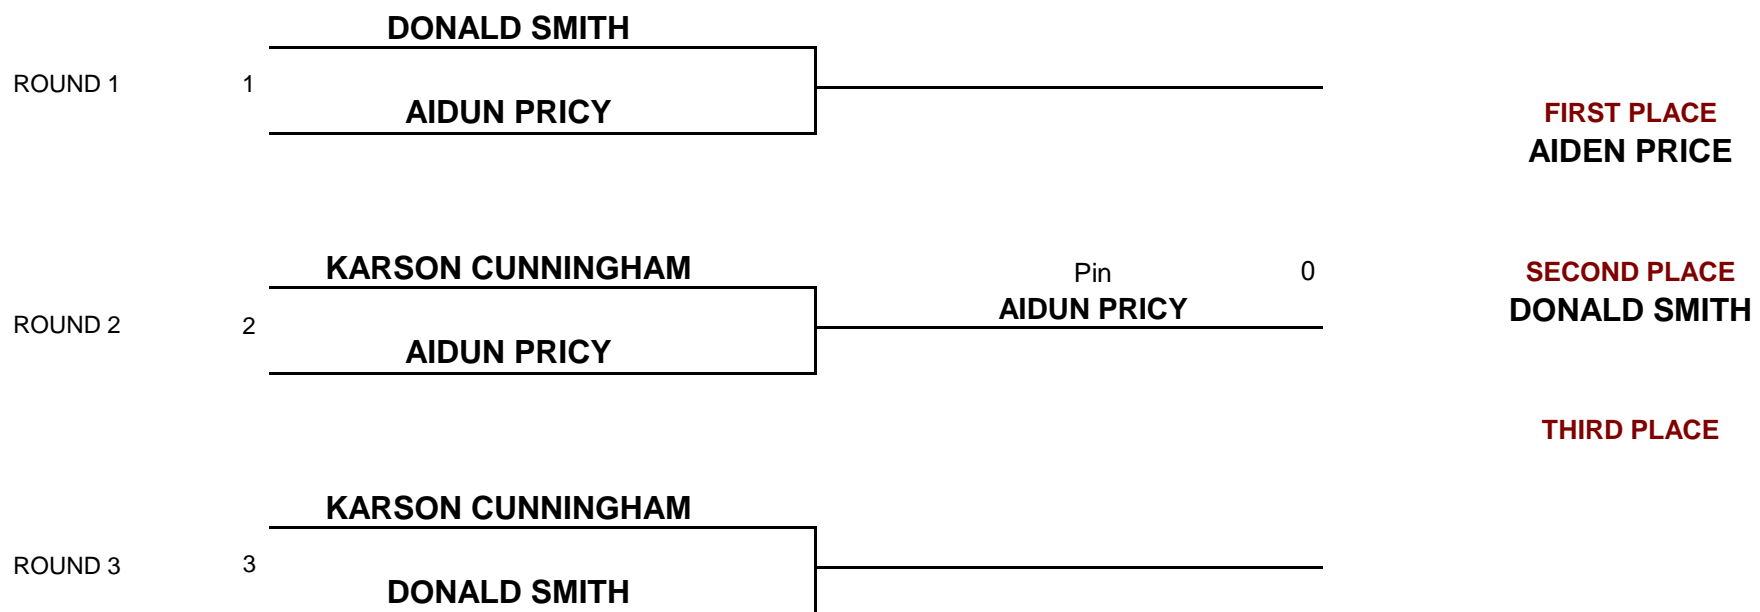 DONALD SMITH
ROUND 1 1
AIDUN PRICY
FIRST PLACE
AIDEN PRICE
KARSON CUNNINGHAM
Pin 0
SECOND PLACE
AIDUN PRICY
DONALD SMITH
ROUND 2 2
AIDUN PRICY
THIRD PLACE
KARSON CUNNINGHAM
ROUND 3 3
DONALD SMITH